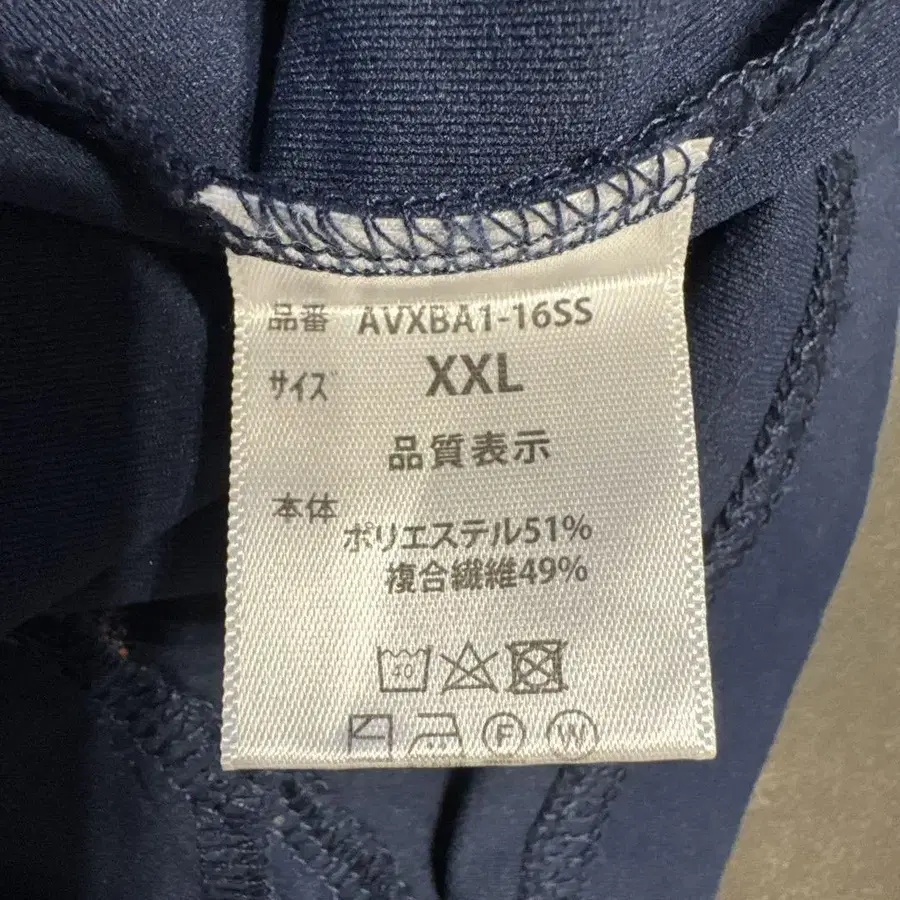 品番 AVXBA1-16SS
サイズ XXL
品質表示
本体
ポリエステル51%
複合繊維49%
40
F W